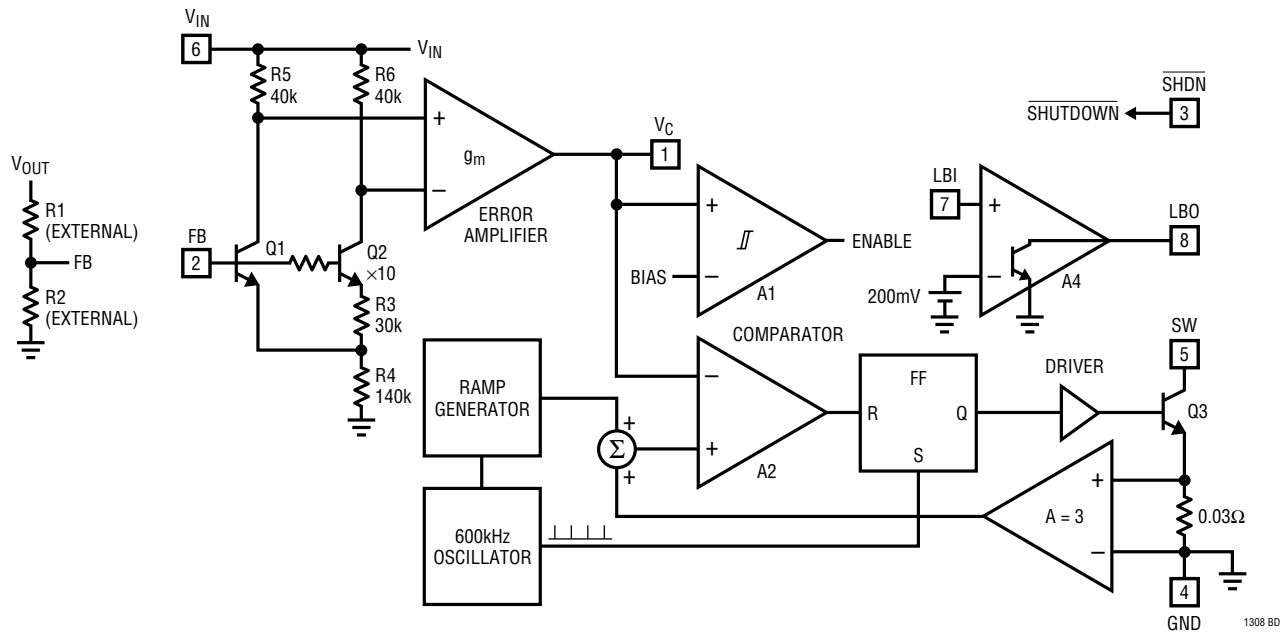 VIN
6
VIN
R5
40k
R6
40k
+
gm
−
ERROR
AMPLIFIER
VC
1
SHDN
3
SHUTDOWN
VOUT
R1
(EXTERNAL)
FB
R2
(EXTERNAL)
FB
2
Q1
Q2
×10
R3
30k
R4
140k
+
−
BIAS
A1
ENABLE
LBI
7
+
−
200mV
A4
LBO
8
COMPARATOR
−
+
A2
RAMP
GENERATOR
+
Σ
+
600kHz
OSCILLATOR
FF
R
Q
S
DRIVER
SW
5
Q3
A = 3
+
−
0.03Ω
4
GND
1308 BD